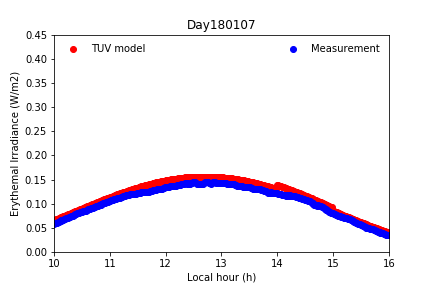 Day180107
TUV model
Measurement
0.45
0.40
0.35
0.30
0.25
0.20
0.15
0.10
0.05
0.00
Erythemal Irradiance (W/m2)
10 11 12 13 14 15 16
Local hour (h)